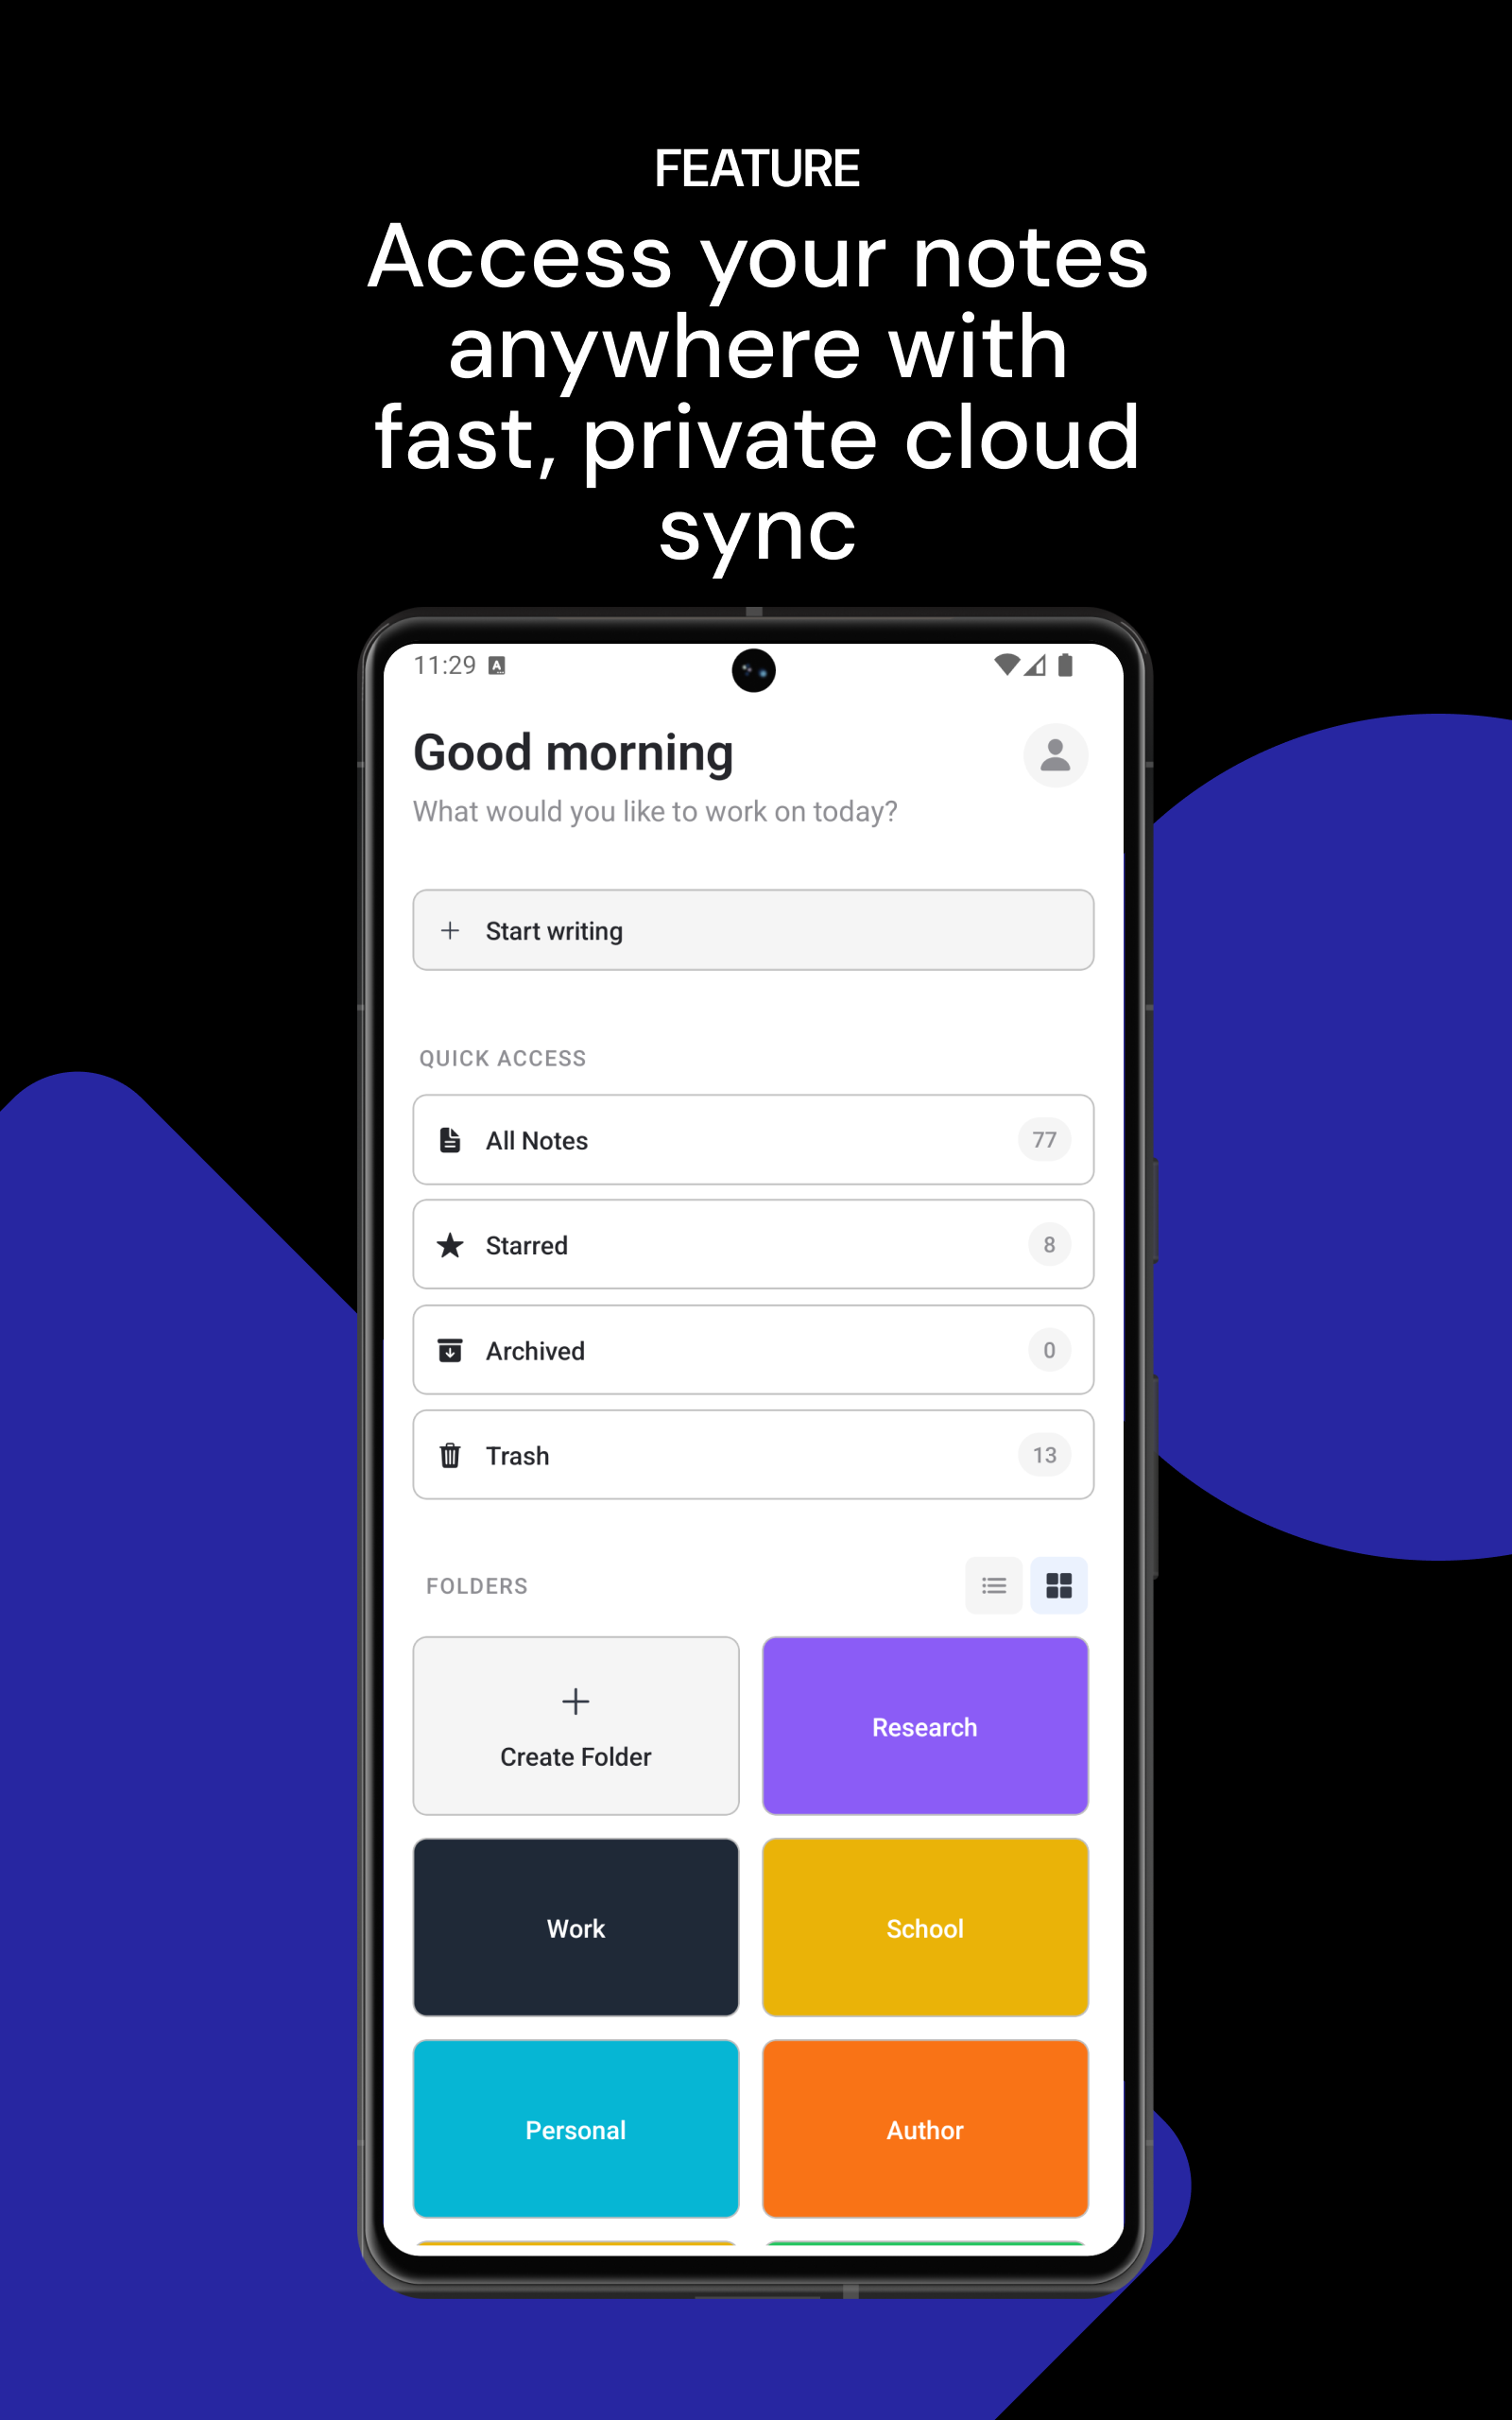 FEATURE
Access your notes
anywhere with
fast, private cloud
sync
11:29 A
Good morning
What would you like to work on today?
+ Start writing
QUICK ACCESS
All Notes 77
Starred 8
Archived 0
Trash 13
FOLDERS
+
Create Folder
Research
Work
School
Personal
Author